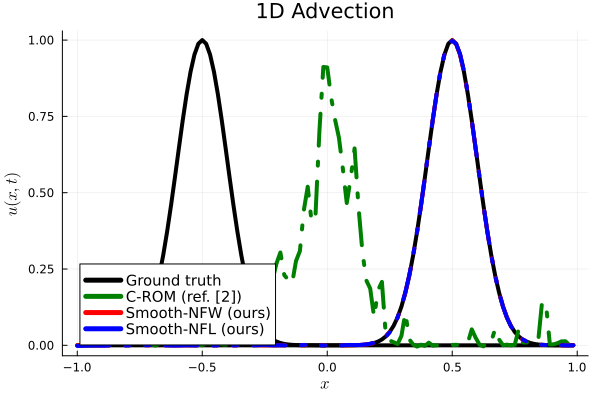 1D Advection
1.00
0.75
0.50
0.25
0.00
u(x, t)
Ground truth
C-ROM (ref. [2])
Smooth-NFW (ours)
Smooth-NFL (ours)
−1.0 −0.5 0.0 0.5 1.0
x